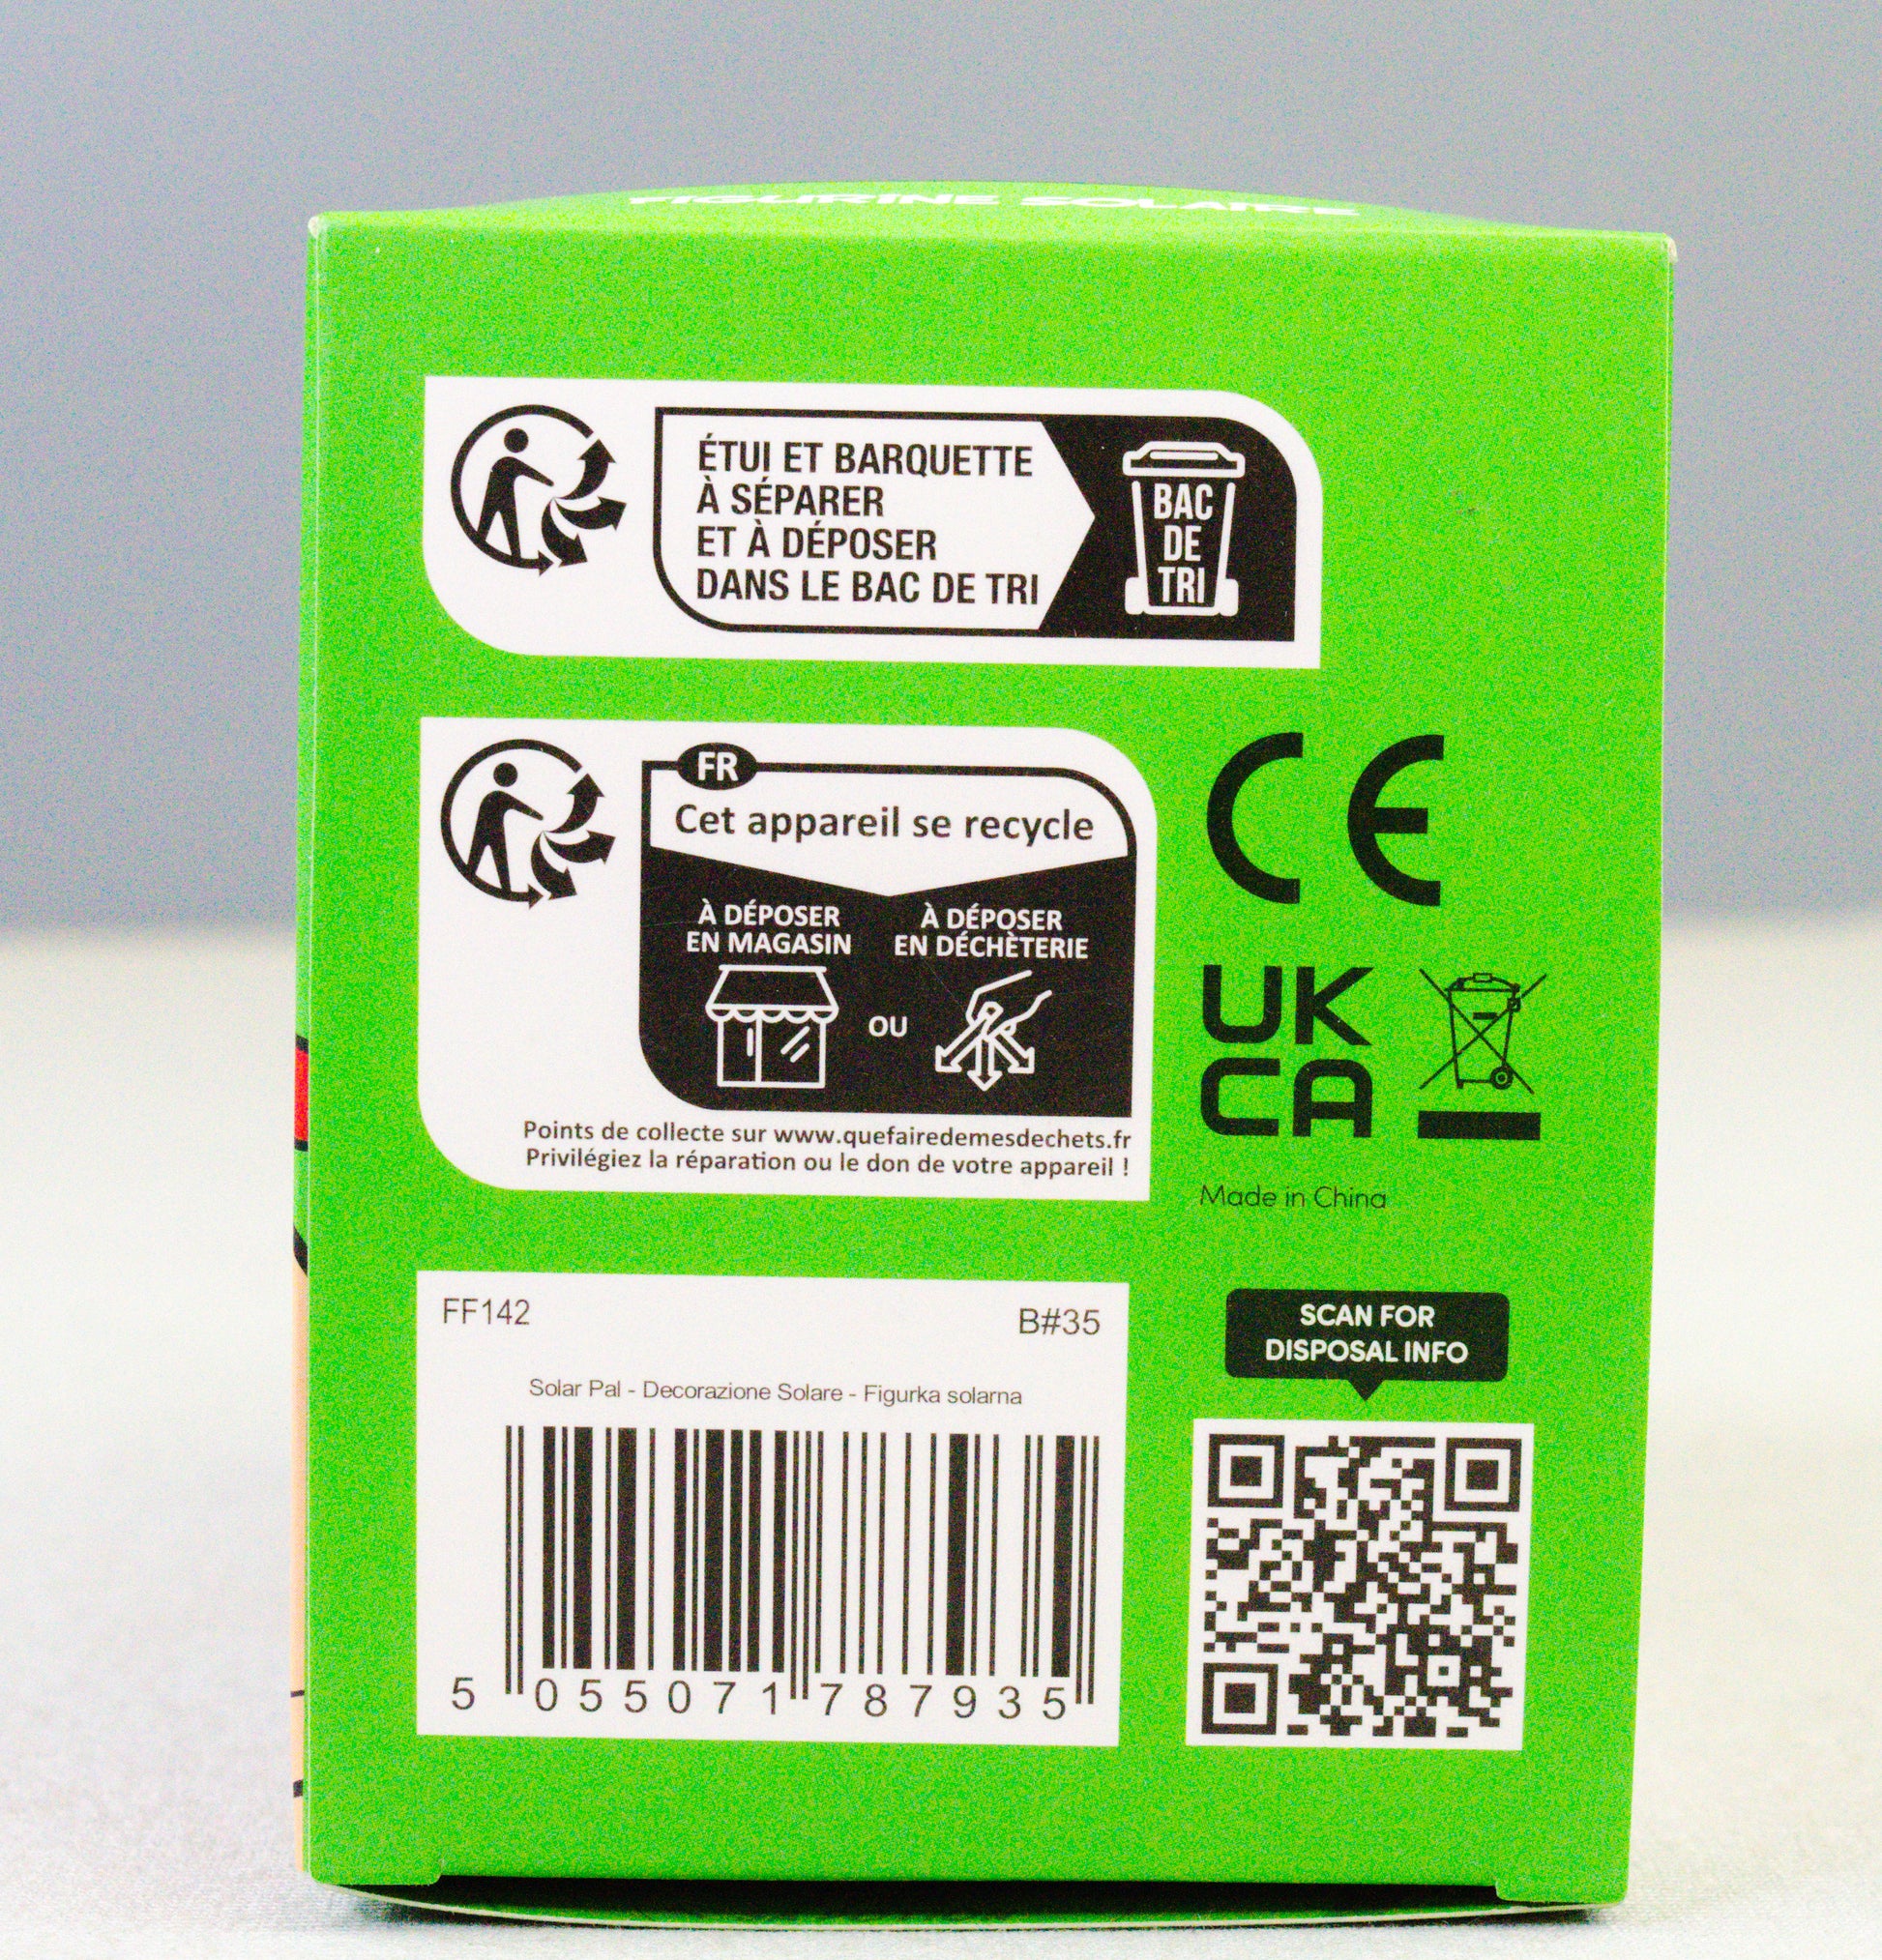 FIGURINE SOLAIRE
ÉTUI ET BARQUETTE
À SÉPARER
ET À DÉPOSER
DANS LE BAC DE TRI
BAC
DE
TRI
FR
Cet appareil se recycle
À DÉPOSER
EN MAGASIN
OU
À DÉPOSER
EN DÉCHÈTERIE
Points de collecte sur www.quefairedemesdechets.fr
Privilégiez la réparation ou le don de votre appareil !
CE
UK
CA
Made in China
FF142
B#35
Solar Pal - Decorazione Solare - Figurka solarna
5 055071 787935
SCAN FOR
DISPOSAL INFO